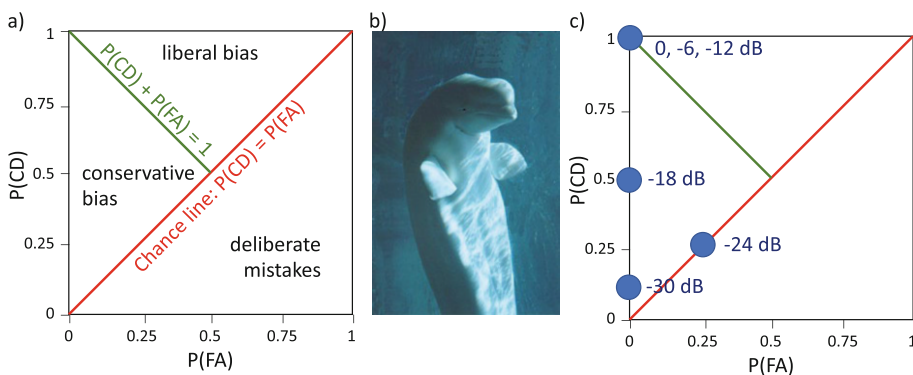 a)
1
0.75
0.5
0.25
0
P(CD)
liberal bias
P(CD) + P(FA) = 1
conservative
bias
Chance line: P(CD) = P(FA)
deliberate
mistakes
0
0.25
0.5
0.75
1
P(FA)
b)
c)
1
0.75
0.5
0.25
0
P(CD)
0, -6, -12 dB
-18 dB
-24 dB
-30 dB
0
0.25
0.5
0.75
1
P(FA)